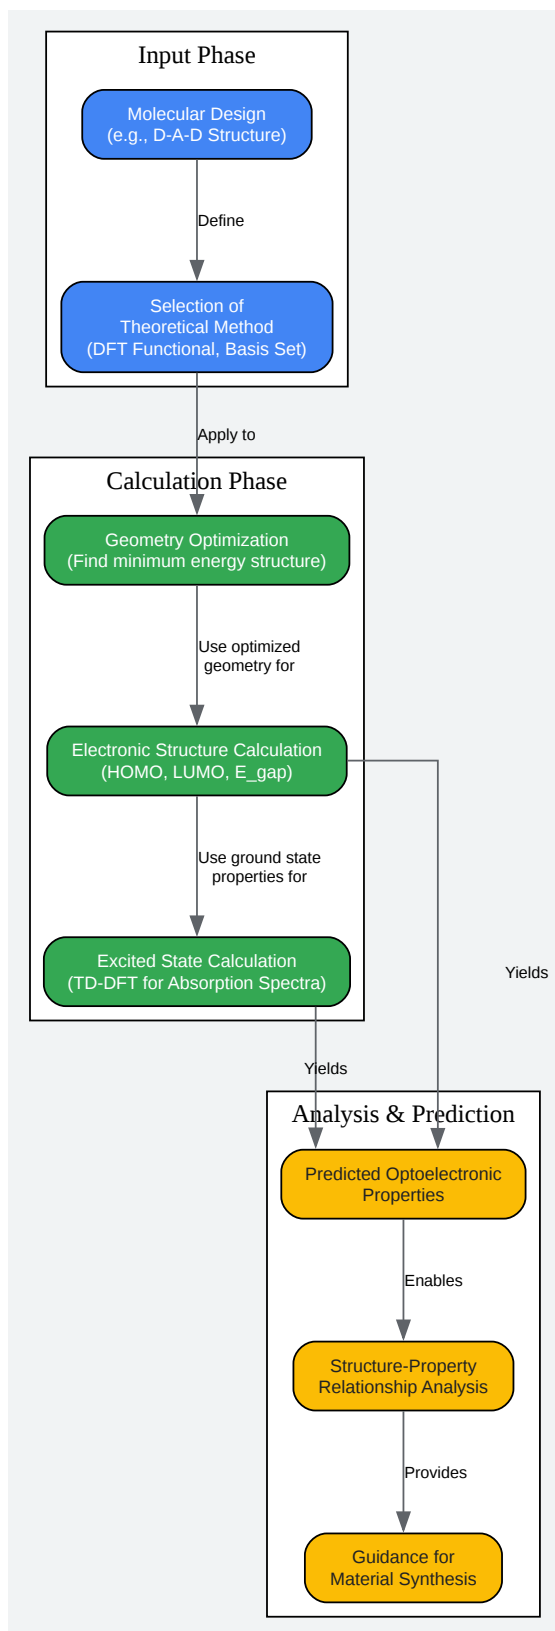 Input Phase
Molecular Design
(e.g., D-A-D Structure)
Define
Selection of
Theoretical Method
(DFT Functional, Basis Set)
Apply to
Calculation Phase
Geometry Optimization
(Find minimum energy structure)
Use optimized
geometry for
Electronic Structure Calculation
(HOMO, LUMO, E_gap)
Use ground state
properties for
Excited State Calculation
(TD-DFT for Absorption Spectra)
Yields
Yields
Analysis & Prediction
Predicted Optoelectronic
Properties
Enables
Structure-Property
Relationship Analysis
Provides
Guidance for
Material Synthesis